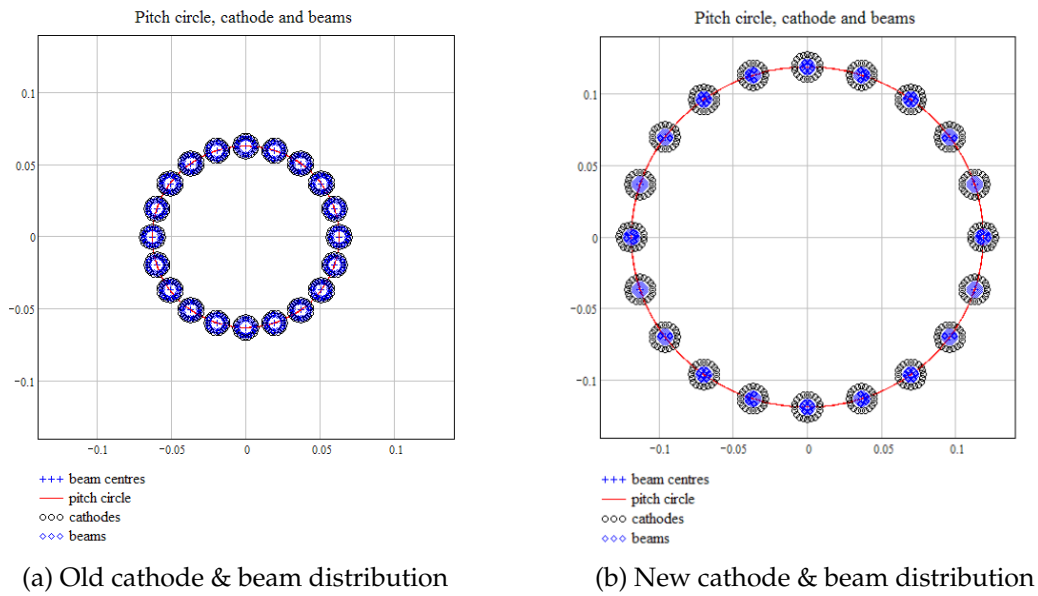 Pitch circle, cathode and beams
0.1
0.05
0
−0.05
−0.1
−0.1
−0.05
0
0.05
0.1
+++ beam centres
— pitch circle
○○○ cathodes
◇◇◇ beams
(a) Old cathode & beam distribution
Pitch circle, cathode and beams
0.1
0.05
0
−0.05
−0.1
−0.1
−0.05
0
0.05
0.1
+++ beam centres
— pitch circle
○○○ cathodes
◇◇◇ beams
(b) New cathode & beam distribution